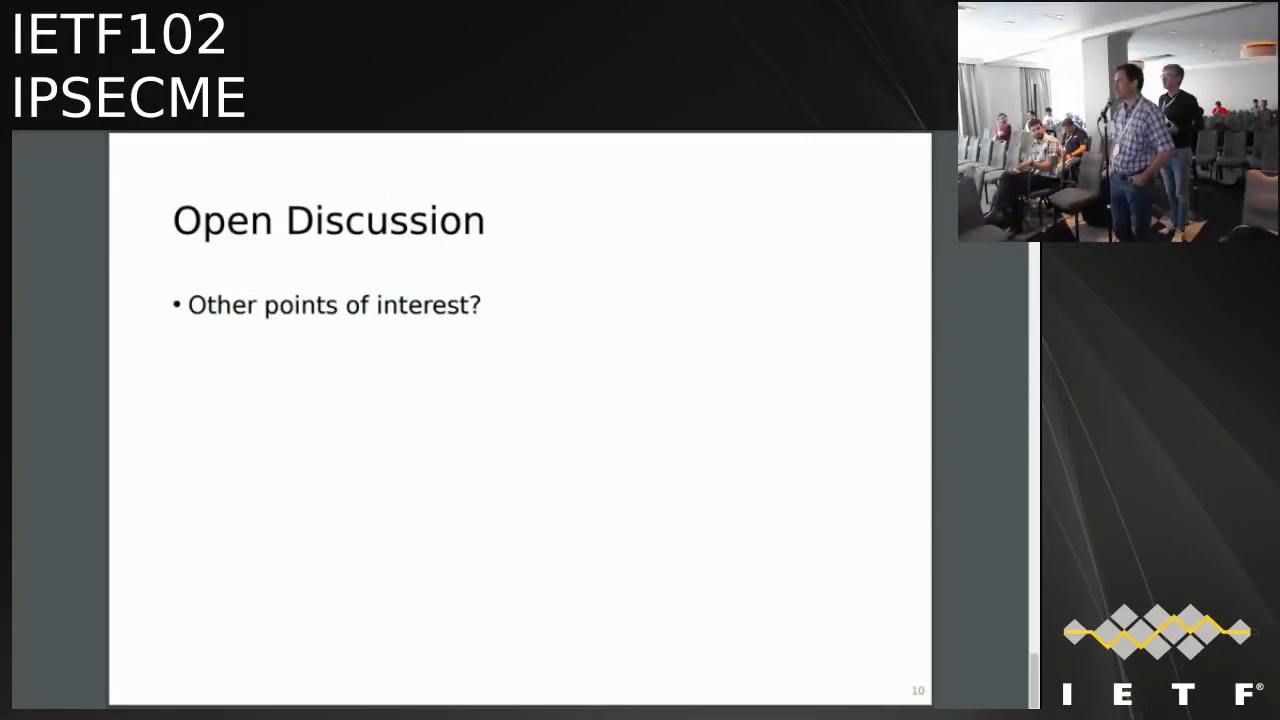 IETF102
IPSECME
Open Discussion
• Other points of interest?
10
I E T F®